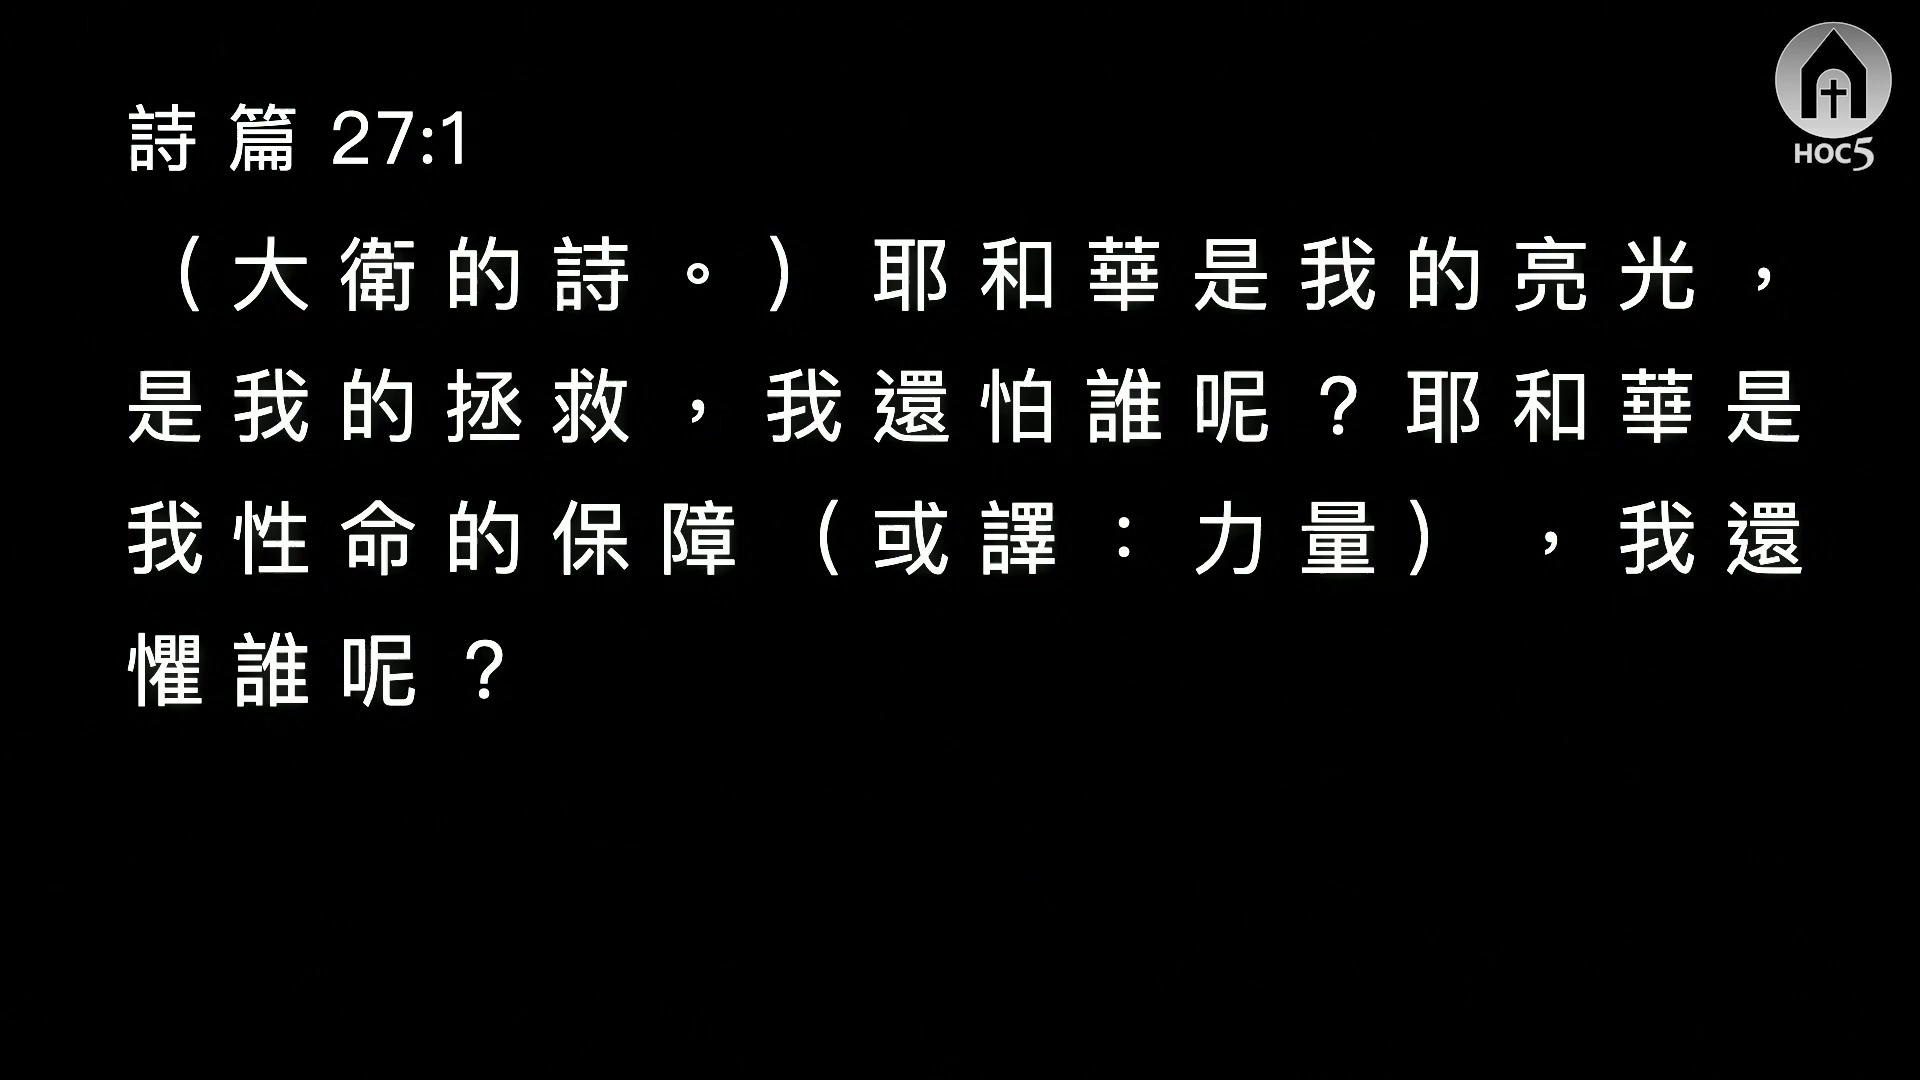 詩篇 27:1
HOC5
（大衛的詩。）耶和華是我的亮光，
是我的拯救，我還怕誰呢？耶和華是
我性命的保障（或譯：力量），我還
懼誰呢？